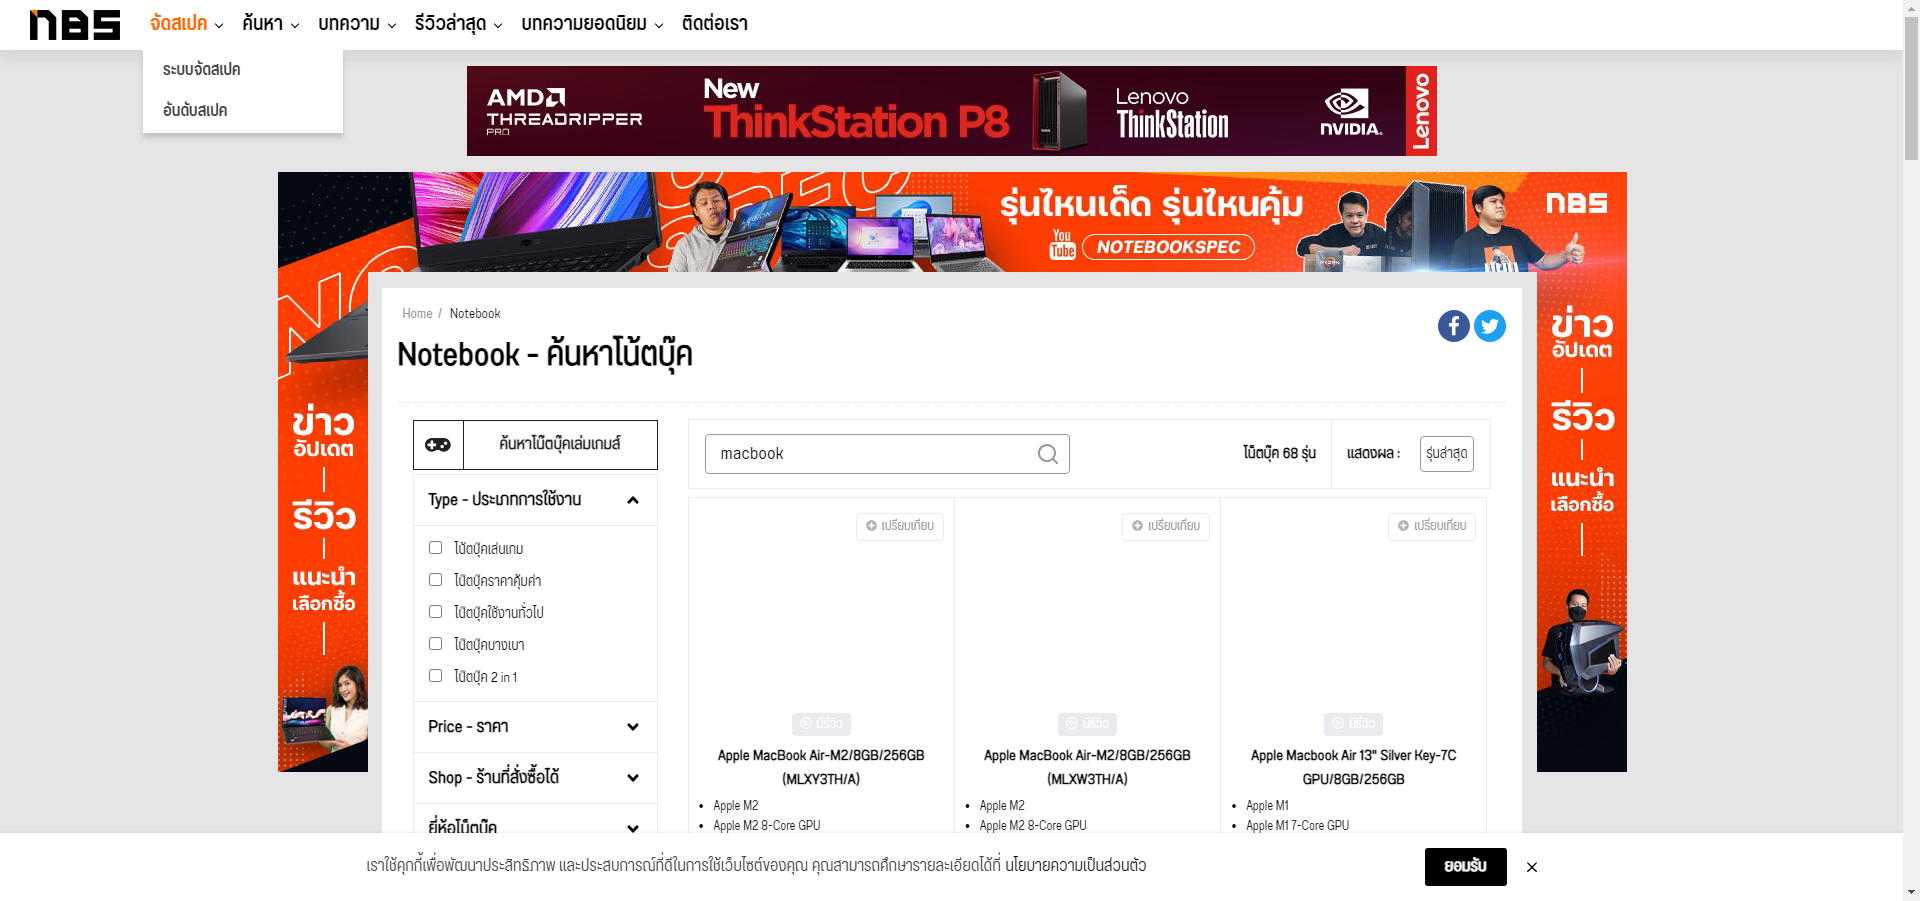 nBS จัดสเปค ค้นหา บทความ รีวิวล่าสุด บทความยอดนิยม ติดต่อเรา
ระบบจัดสเปค
อันดับสเปค
AMD
THREADRIPPER
PRO
New
ThinkStation P8
Lenovo
ThinkStation
NVIDIA.
Lenovo
รุ่นไหนเด็ด รุ่นไหนคุ้ม
You
Tube
NOTEBOOKSPEC
nBS
LEGION
RYZEN
ข่าว
อัปเดต
รีวิว
แนะนำ
เลือกซื้อ
ข่าว
อัปเดต
รีวิว
แนะนำ
เลือกซื้อ
Home / Notebook
Notebook - ค้นหาโน้ตบุ๊ค
ค้นหาโน๊ตบุ๊คเล่มเกมส์
Type - ประเภทการใช้งาน
โน้ตบุ๊คเล่นเกม
โน๊ตบุ๊คราคาคุ้มค่า
โน๊ตบุ๊คใช้งานทั่วไป
โน๊ตบุ๊คบางเบา
โน๊ตบุ๊ค 2 in 1
Price - ราคา
Shop - ร้านที่สั่งซื้อได้
ยี่ห้อโน็ตบุ๊ค
macbook
โน็ตบุ๊ค 68 รุ่น
แสดงผล :
รุ่นล่าสุด
เปรียบเทียบ
มีรีวิว
Apple MacBook Air-M2/8GB/256GB
(MLXY3TH/A)
Apple M2
Apple M2 8-Core GPU
เปรียบเทียบ
มีรีวิว
Apple MacBook Air-M2/8GB/256GB
(MLXW3TH/A)
Apple M2
Apple M2 8-Core GPU
เปรียบเทียบ
มีรีวิว
Apple Macbook Air 13" Silver Key-7C
GPU/8GB/256GB
Apple M1
Apple M1 7-Core GPU
เราใช้คุกกี้เพื่อพัฒนาประสิทธิภาพ และประสบการณ์ที่ดีในการใช้เว็บไซต์ของคุณ คุณสามารถศึกษารายละเอียดได้ที่ นโยบายความเป็นส่วนตัว
ยอมรับ